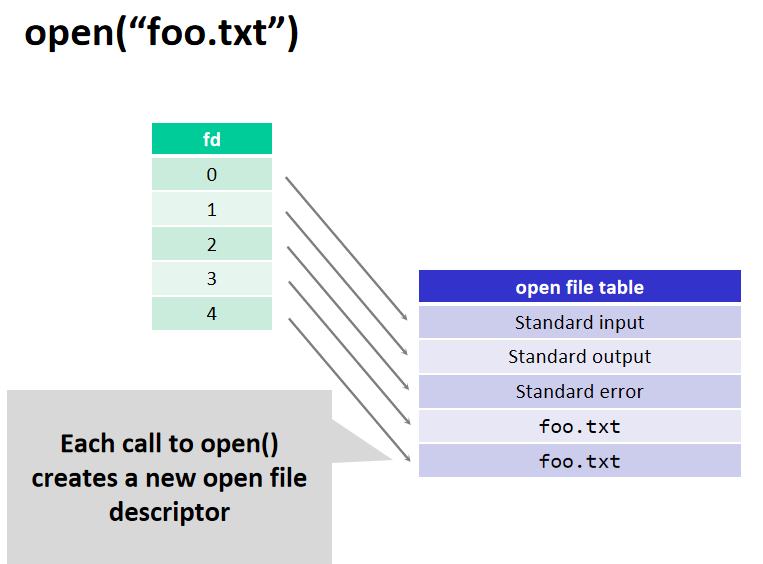 open(“foo.txt”)
fd
0
1
2
3
4
open file table
Standard input
Standard output
Standard error
foo.txt
foo.txt
Each call to open()
creates a new open file
descriptor